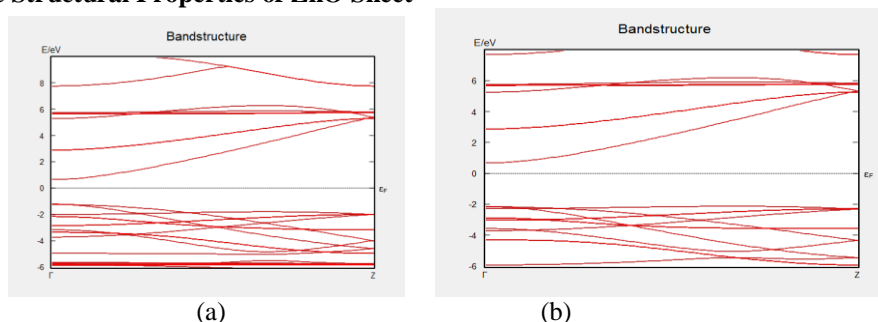 Structural Properties of ZnO Sheet
Bandstructure
E/eV
8
6
4
2
0
-2
-4
-6
Γ
Z
εF
(a)
Bandstructure
E/eV
6
4
2
0
-2
-4
-6
Γ
Z
εF
(b)